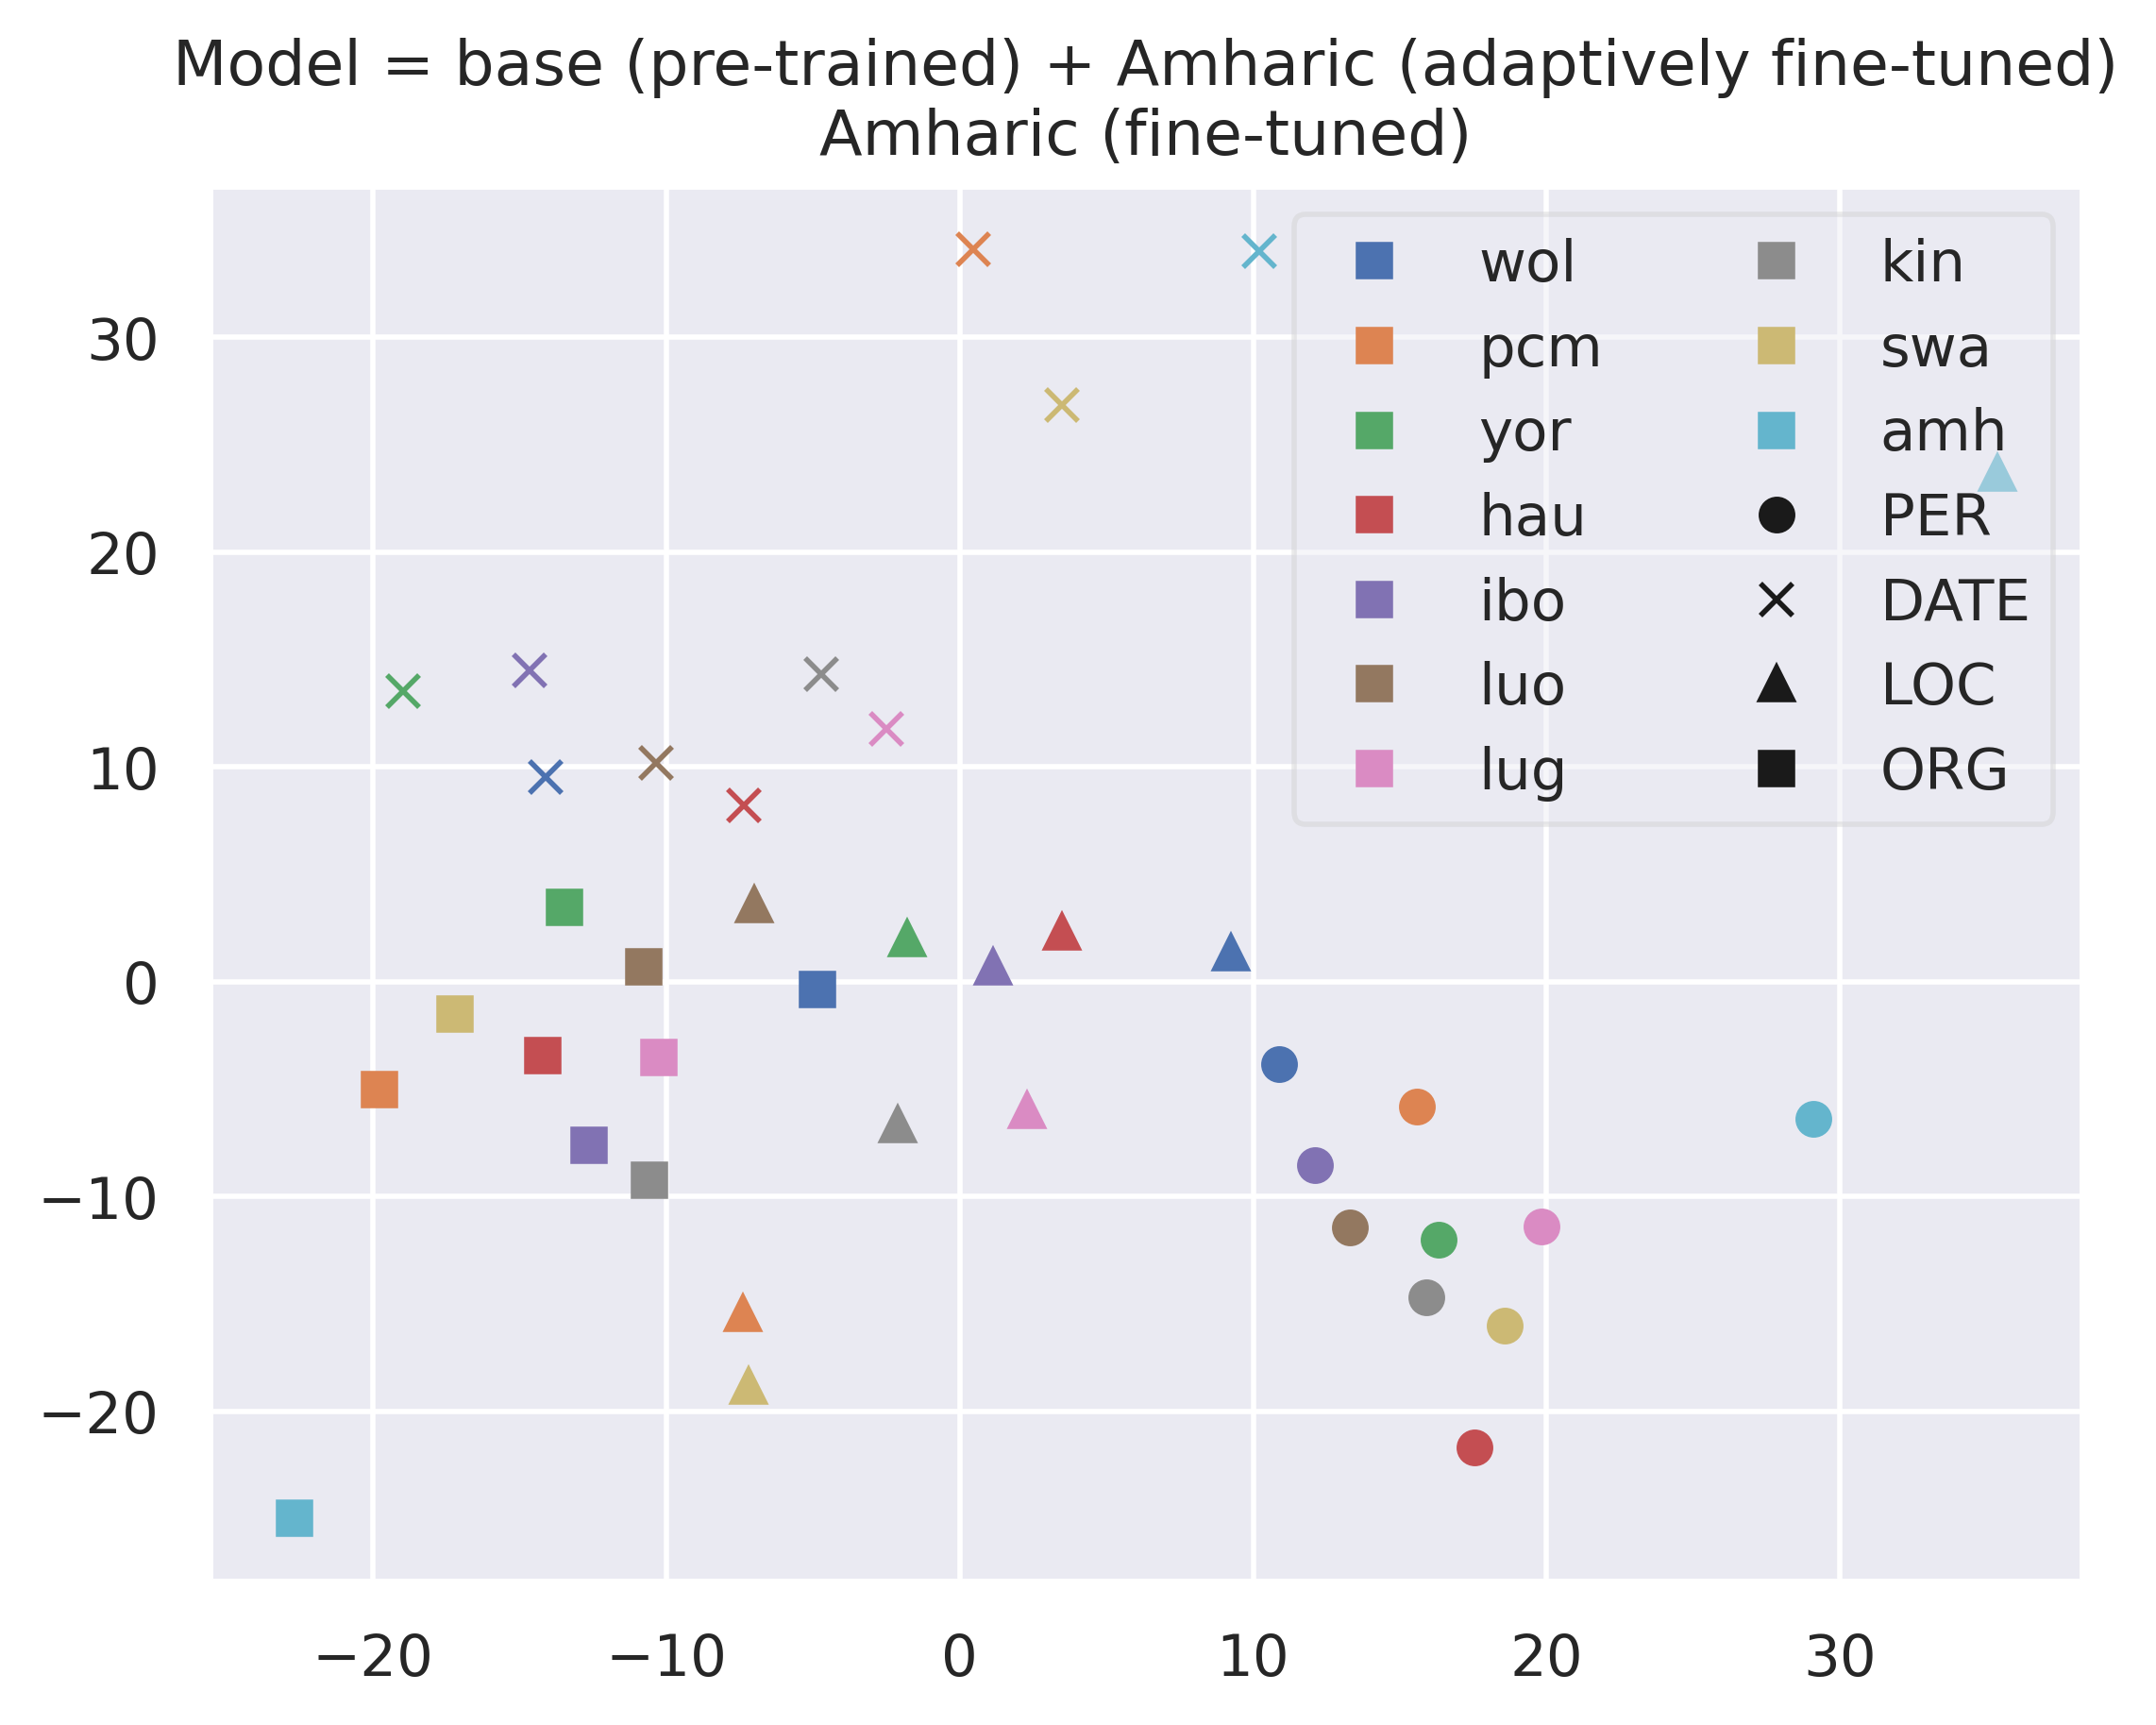 Model = base (pre-trained) + Amharic (adaptively fine-tuned)
Amharic (fine-tuned)
30
20
10
0
−10
−20
−20
−10
0
10
20
30
wol
pcm
yor
hau
ibo
luo
lug
kin
swa
amh
PER
DATE
LOC
ORG